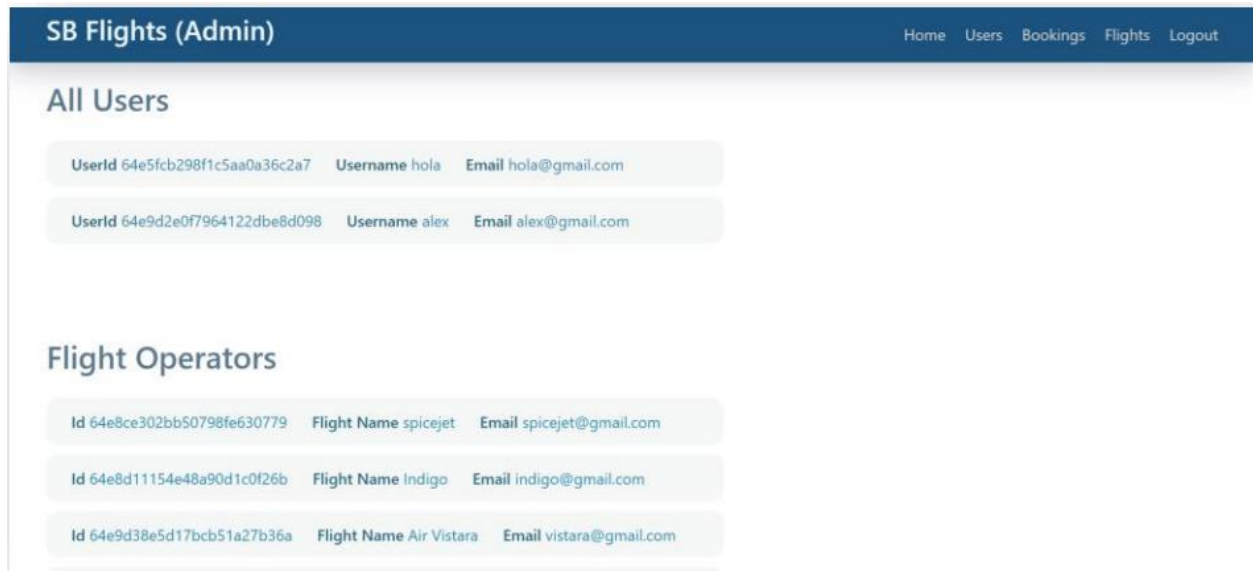 SB Flights (Admin)
Home Users Bookings Flights Logout
All Users
UserId 64e5fcb298f1c5aa0a36c2a7 Username hola Email hola@gmail.com
UserId 64e9d2e0f7964122dbe8d098 Username alex Email alex@gmail.com
Flight Operators
Id 64e8ce302bb50798fe630779 Flight Name spicejet Email spicejet@gmail.com
Id 64e8d11154e48a90d1c0f26b Flight Name Indigo Email indigo@gmail.com
Id 64e9d38e5d17bcb51a27b36a Flight Name Air Vistara Email vistara@gmail.com